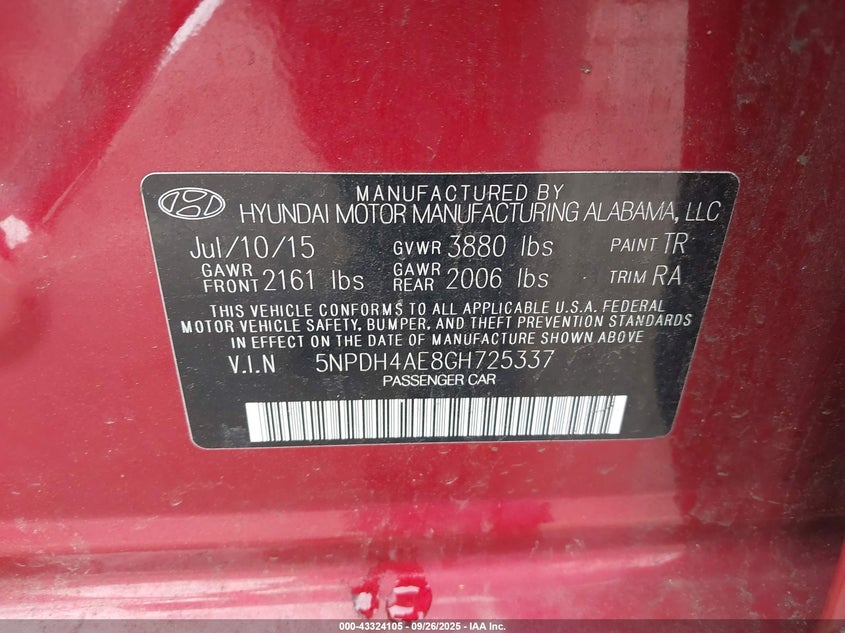 MANUFACTURED BY
HYUNDAI MOTOR MANUFACTURING ALABAMA, LLC
Jul/10/15 GVWR 3880 lbs PAINT TR
GAWR FRONT 2161 lbs GAWR REAR 2006 lbs TRIM RA
THIS VEHICLE CONFORMS TO ALL APPLICABLE U.S.A. FEDERAL
MOTOR VEHICLE SAFETY, BUMPER, AND THEFT PREVENTION STANDARDS
IN EFFECT ON THE DATE OF MANUFACTURE SHOWN ABOVE
V.I.N 5NPDH4AE8GH725337
PASSENGER CAR
000-43324105 - 09/26/2025 - IAA Inc.